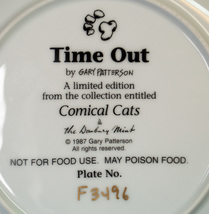 Time Out
by GARY PATTERSON
A limited edition
from the collection entitled
Comical Cats
&
the Danbury Mint
© 1987 Gary Patterson
All rights reserved.
NOT FOR FOOD USE. MAY POISON FOOD.
Plate No.
F3496